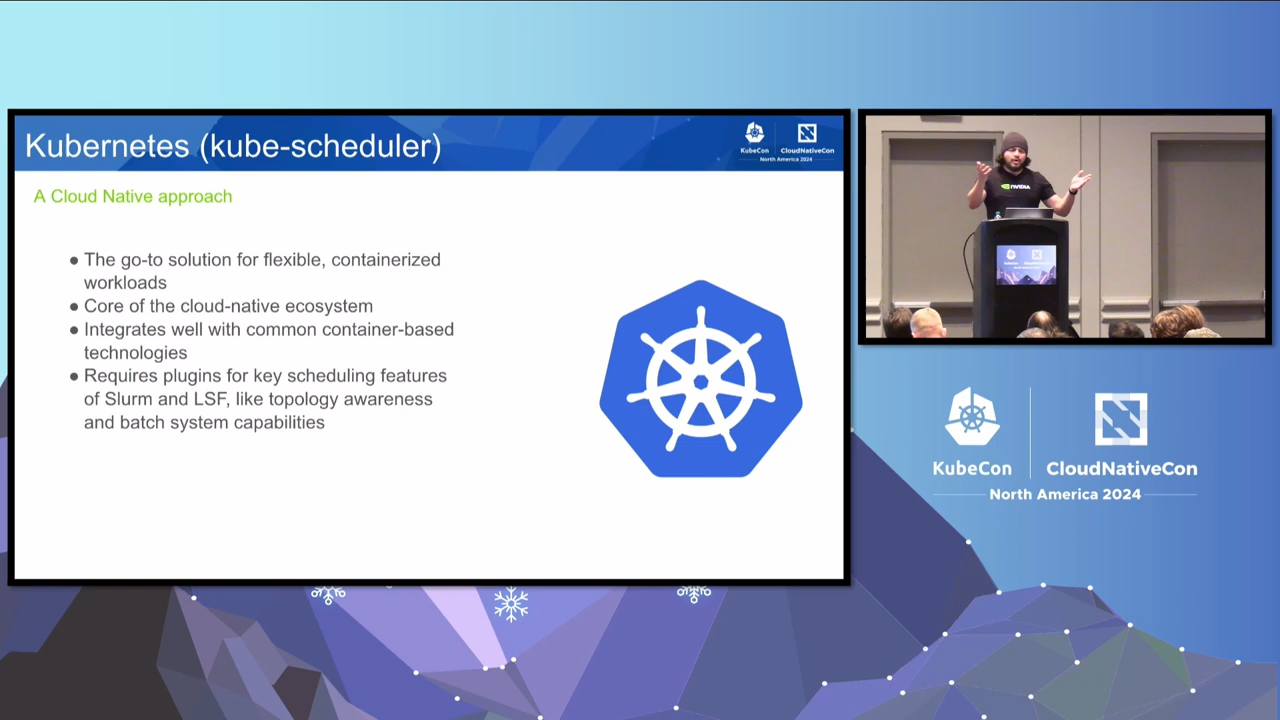 Kubernetes (kube-scheduler)
KubeCon
CloudNativeCon
North America 2024
A Cloud Native approach
● The go-to solution for flexible, containerized
workloads
● Core of the cloud-native ecosystem
● Integrates well with common container-based
technologies
● Requires plugins for key scheduling features
of Slurm and LSF, like topology awareness
and batch system capabilities
NVIDIA
KubeCon
CloudNativeCon
North America 2024